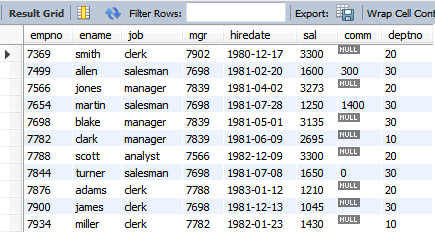 Result Grid Filter Rows: Export: Wrap Cell Cont
empno ename job mgr hiredate sal comm deptno
7369 smith clerk 7902 1980-12-17 3300 NULL 20
7499 allen salesman 7698 1981-02-20 1600 300 30
7566 jones manager 7839 1981-04-02 3273 NULL 20
7654 martin salesman 7698 1981-07-28 1250 1400 30
7698 blake manager 7839 1981-05-01 3135 NULL 30
7782 clark manager 7839 1981-06-09 2695 NULL 10
7788 scott analyst 7566 1982-12-09 3300 NULL 20
7844 turner salesman 7698 1981-07-08 1650 0 30
7876 adams clerk 7788 1983-01-12 1210 NULL 20
7900 james clerk 7698 1981-12-13 1045 NULL 30
7934 miller clerk 7782 1982-01-23 1430 NULL 10